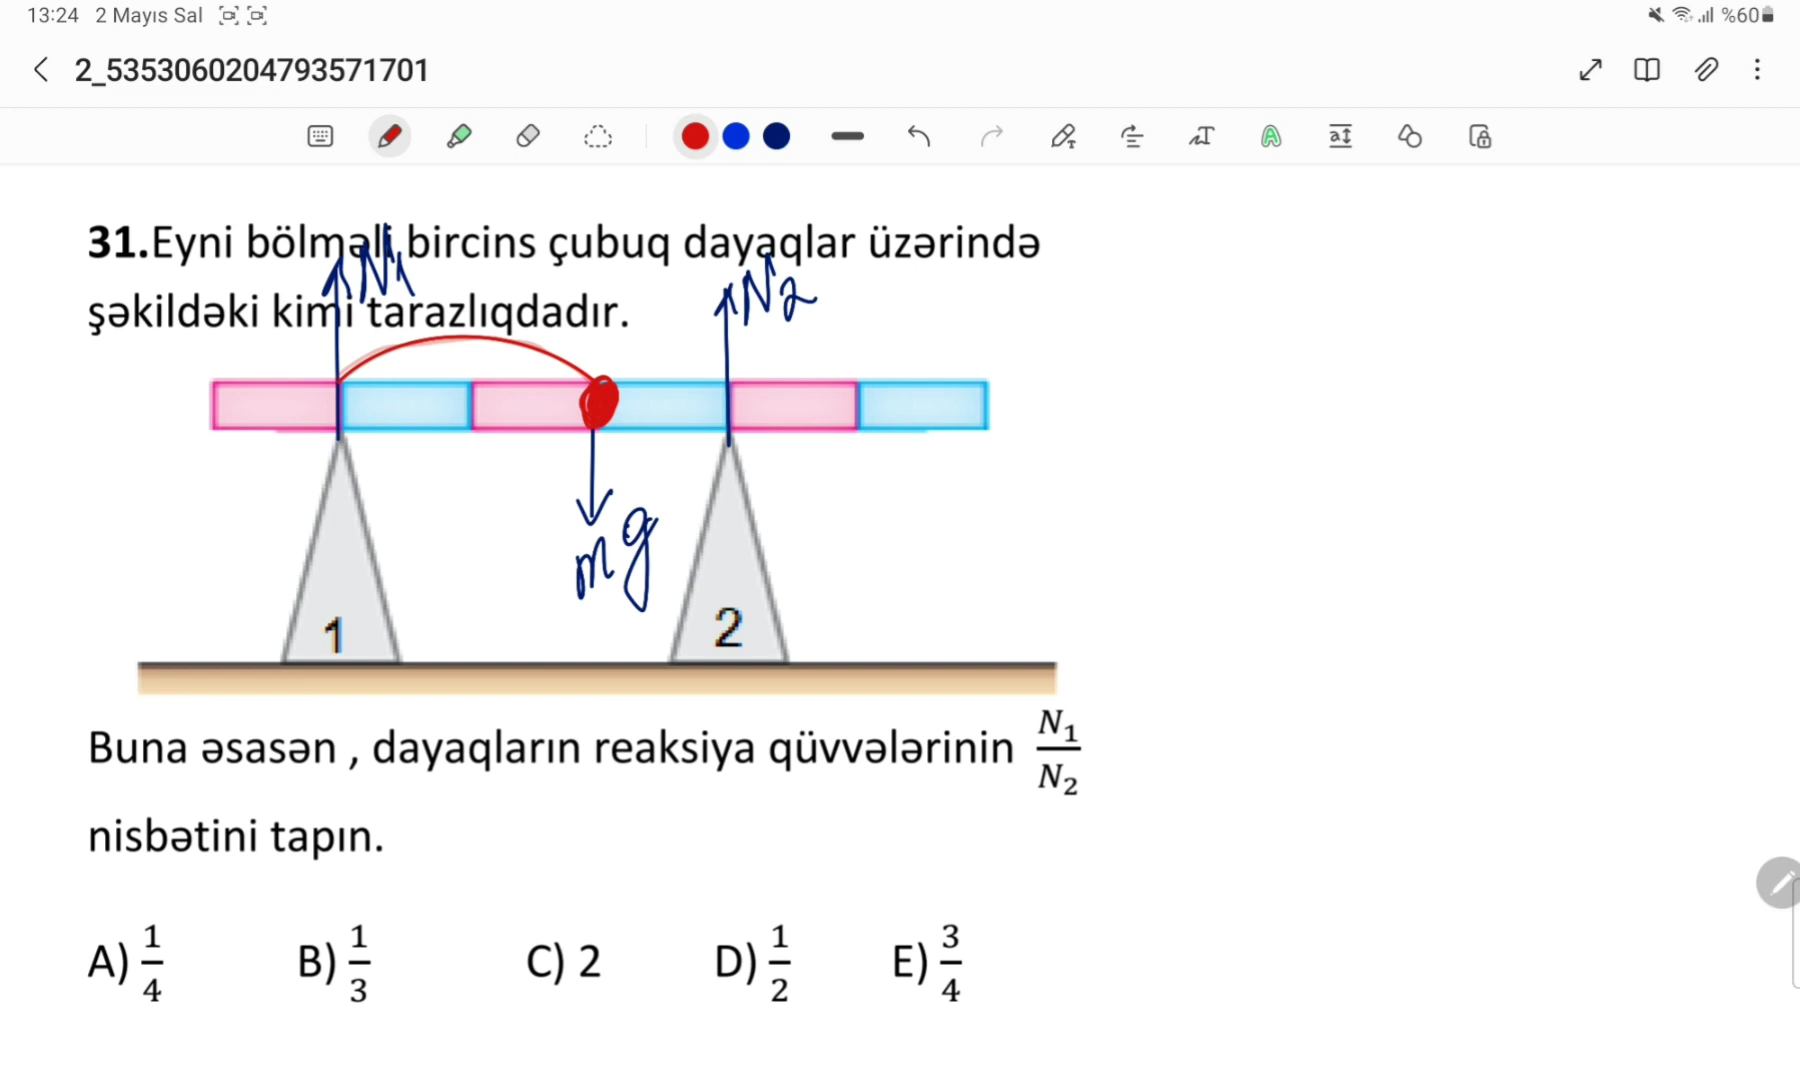 13:24 2 Mayıs Sal %60
2_5353060204793571701
31.Eyni bölməli bircins çubuq dayaqlar üzərində
şəkildəki kimi tarazlıqdadır.
N1 N2
mg
1 2
Buna əsasən , dayaqların reaksiya qüvvələrinin N1/N2
nisbətini tapın.
A) 1/4 B) 1/3 C) 2 D) 1/2 E) 3/4